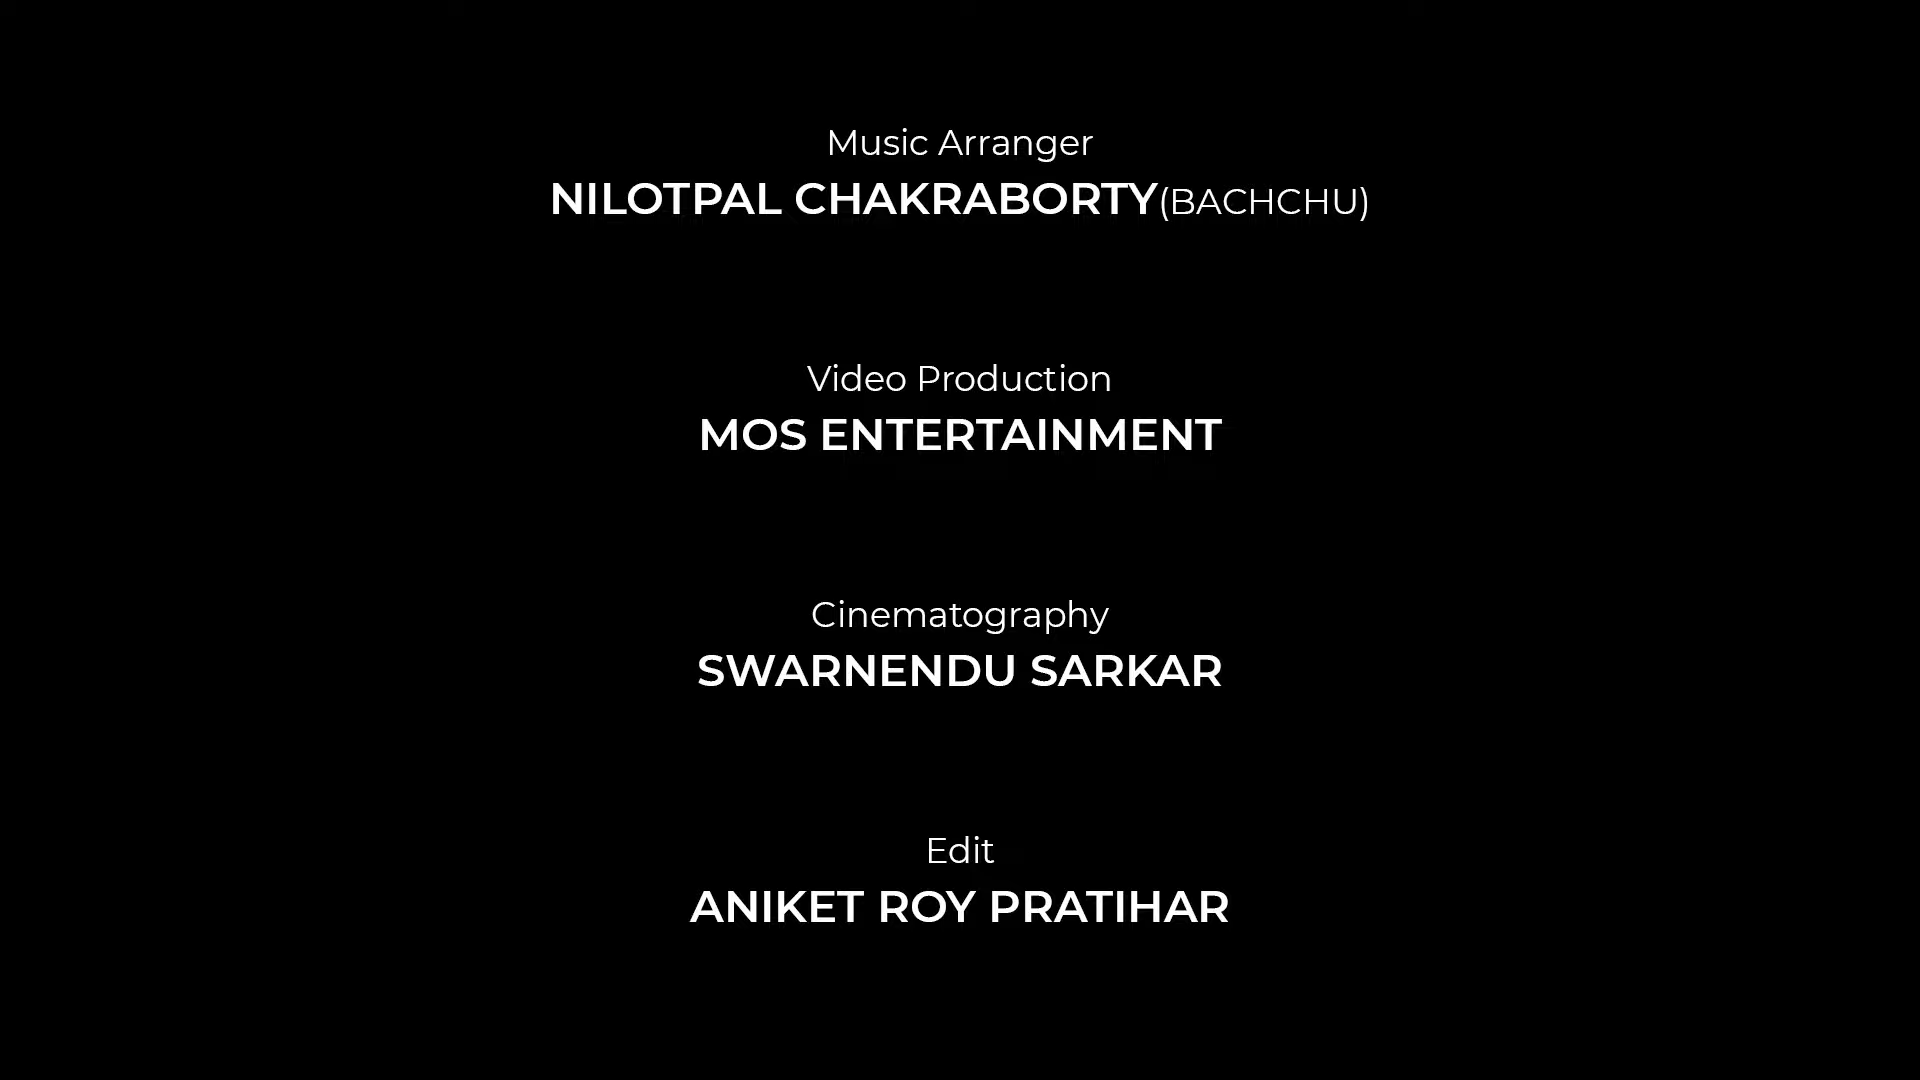 Music Arranger
NILOTPAL CHAKRABORTY(BACHCHU)
Video Production
MOS ENTERTAINMENT
Cinematography
SWARNENDU SARKAR
Edit
ANIKET ROY PRATIHAR